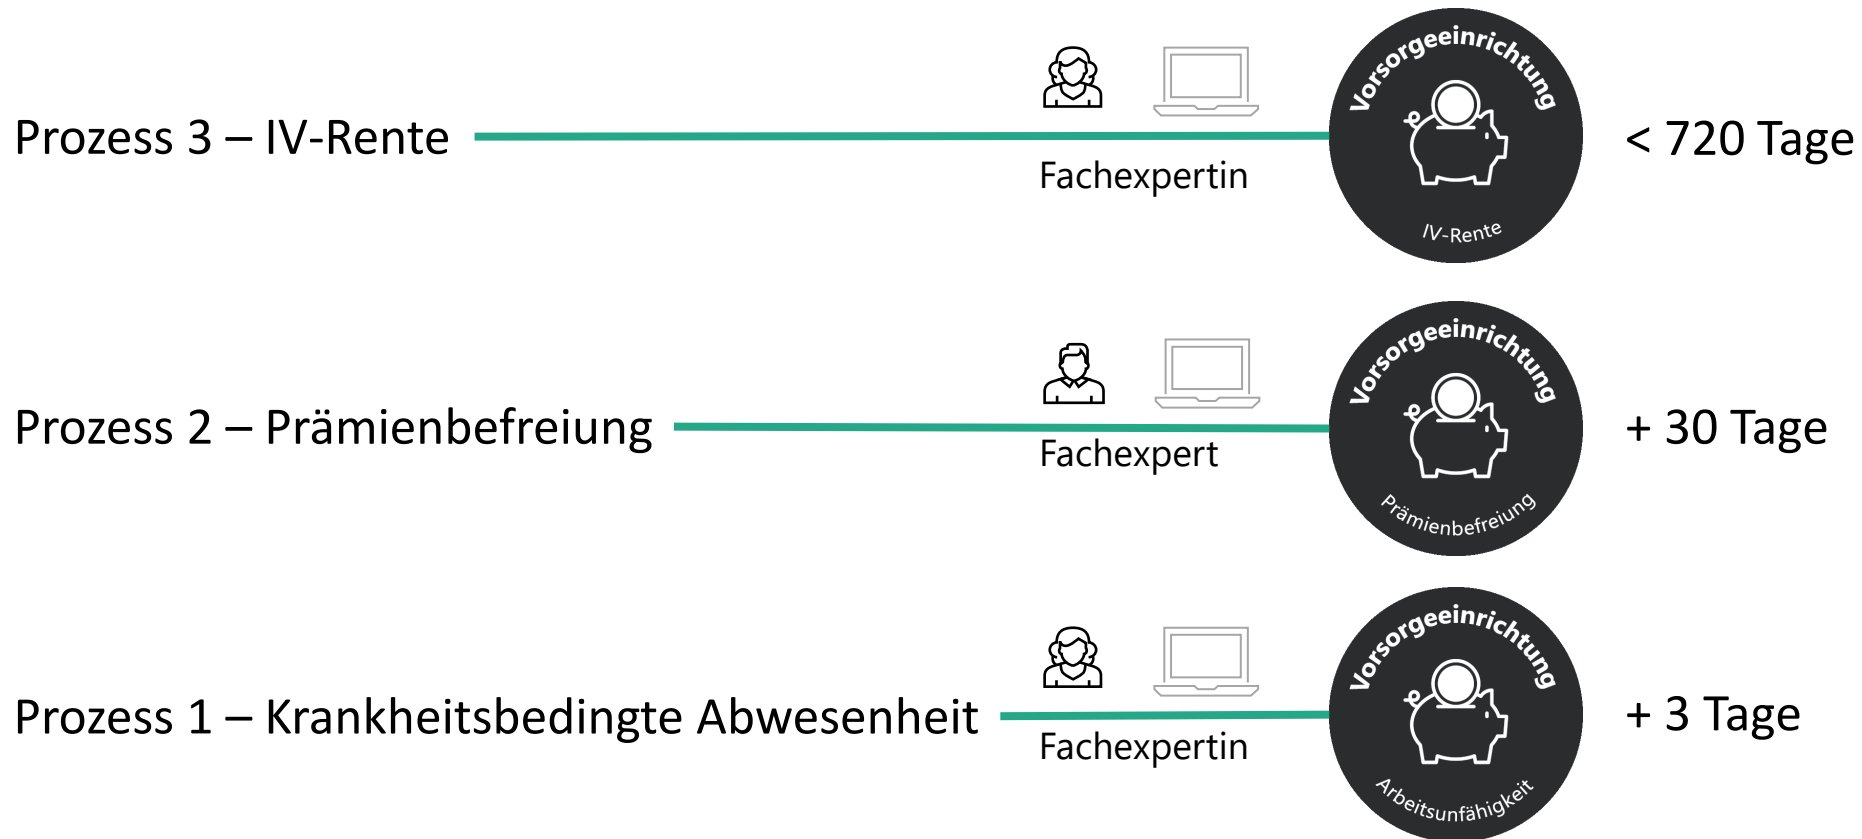 Prozess 3 – IV-Rente
Fachexpertin
Vorsorgeeinrichtung
IV-Rente
< 720 Tage
Prozess 2 – Prämienbefreiung
Fachexpert
Vorsorgeeinrichtung
Prämienbefreiung
+ 30 Tage
Prozess 1 – Krankheitsbedingte Abwesenheit
Fachexpertin
Vorsorgeeinrichtung
Arbeitsunfähigkeit
+ 3 Tage